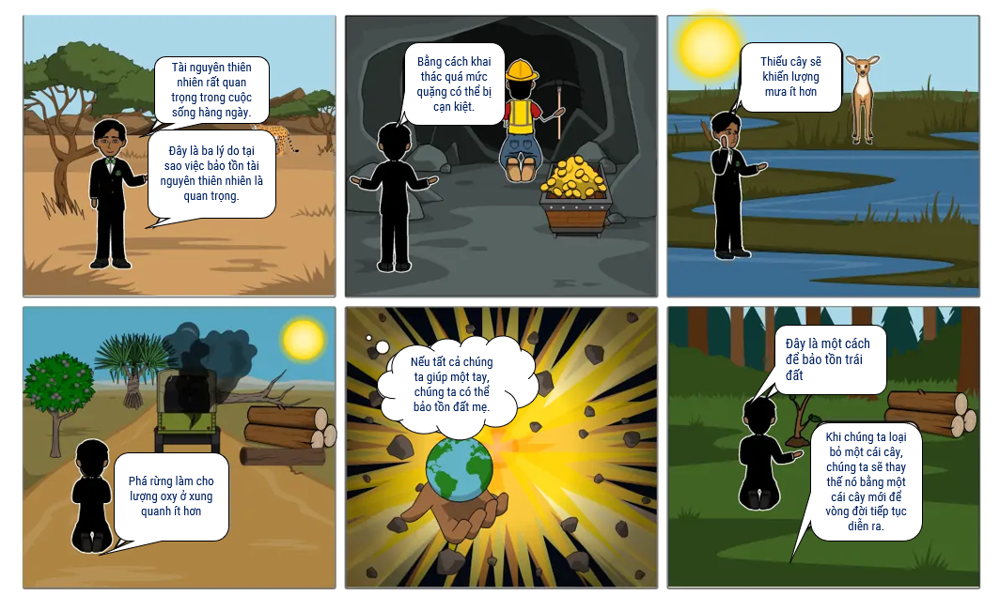 Tài nguyên thiên
nhiên rất quan
trọng trong cuộc
sống hàng ngày.
Đây là ba lý do tại
sao việc bảo tồn tài
nguyên thiên nhiên là
quan trọng.
Bằng cách khai
thác quá mức
quặng có thể bị
cạn kiệt.
Thiếu cây sẽ
khiến lượng
mưa ít hơn
Phá rừng làm cho
lượng oxy ở xung
quanh ít hơn
Nếu tất cả chúng
ta giúp một tay,
chúng ta có thể
bảo tồn đất mẹ.
Đây là một cách
để bảo tồn trái
đất
Khi chúng ta loại
bỏ một cái cây,
chúng ta sẽ thay
thế nó bằng một
cái cây mới để
vòng đời tiếp tục
diễn ra.